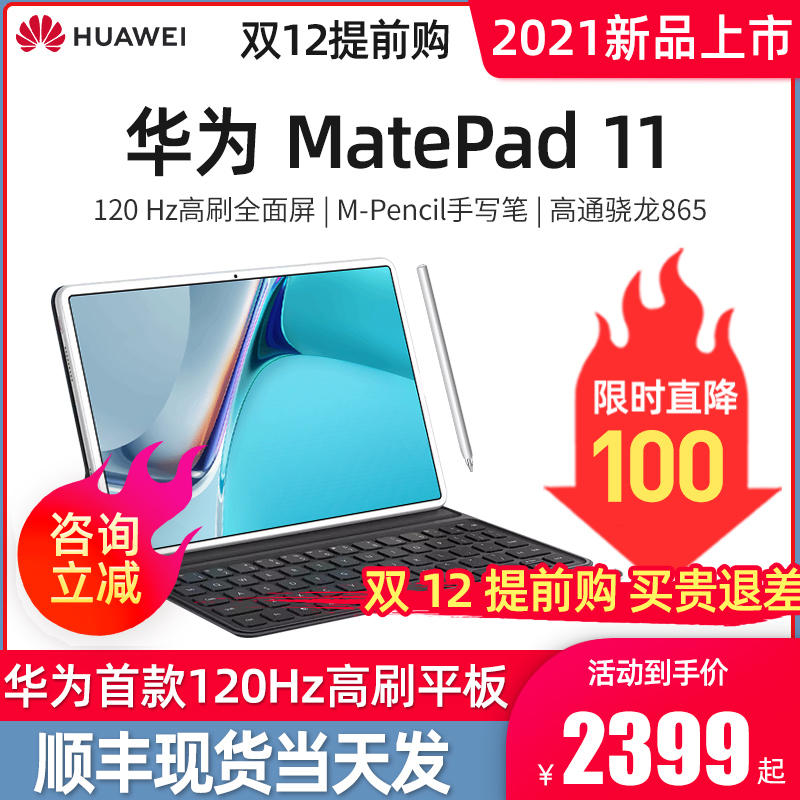 HUAWEI
双12提前购
2021新品上市
华为 MatePad 11
120 Hz高刷全面屏 | M-Pencil手写笔 | 高通骁龙865
限时直降
100
咨询
立减
双 12 提前购 买贵退差
华为首款120Hz高刷平板
活动到手价
¥ 2399 起
顺丰现货当天发